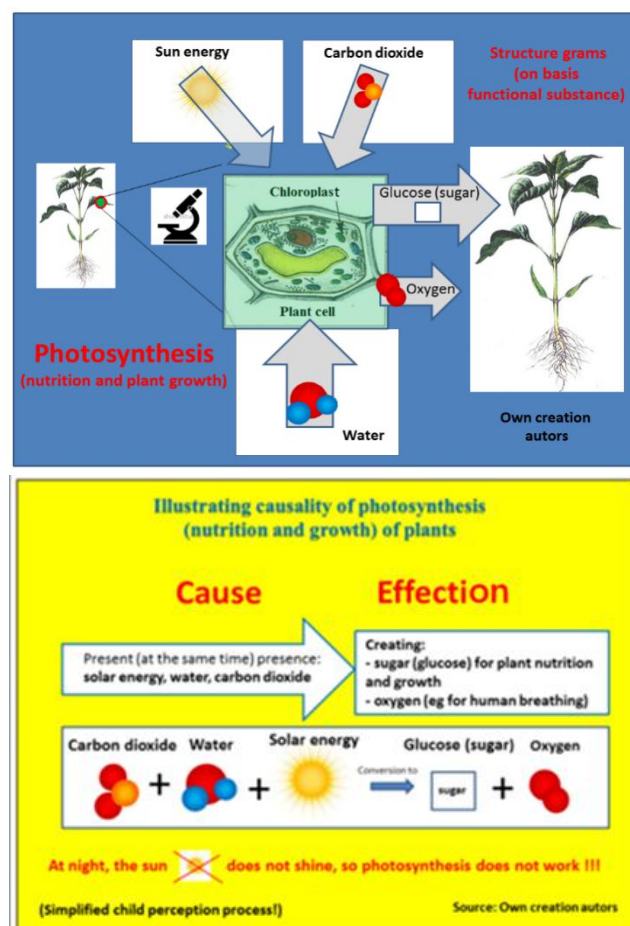 Sun energy
Carbon dioxide
Structure grams
(on basis
functional substance)
Chloroplast
Glucose (sugar)
Oxygen
Plant cell
Photosynthesis
(nutrition and plant growth)
Water
Own creation
autors
Illustrating causality of photosynthesis
(nutrition and growth) of plants
Cause
Effection
Present (at the same time) presence:
solar energy, water, carbon dioxide
Creating:
- sugar (glucose) for plant nutrition
and growth
- oxygen (eg for human breathing)
Carbon dioxide
Water
Solar energy
Glucose (sugar)
Oxygen
+
+
Conversion to
sugar
+
At night, the sun does not shine, so photosynthesis does not work !!!
(Simplified child perception process!)
Source: Own creation autors